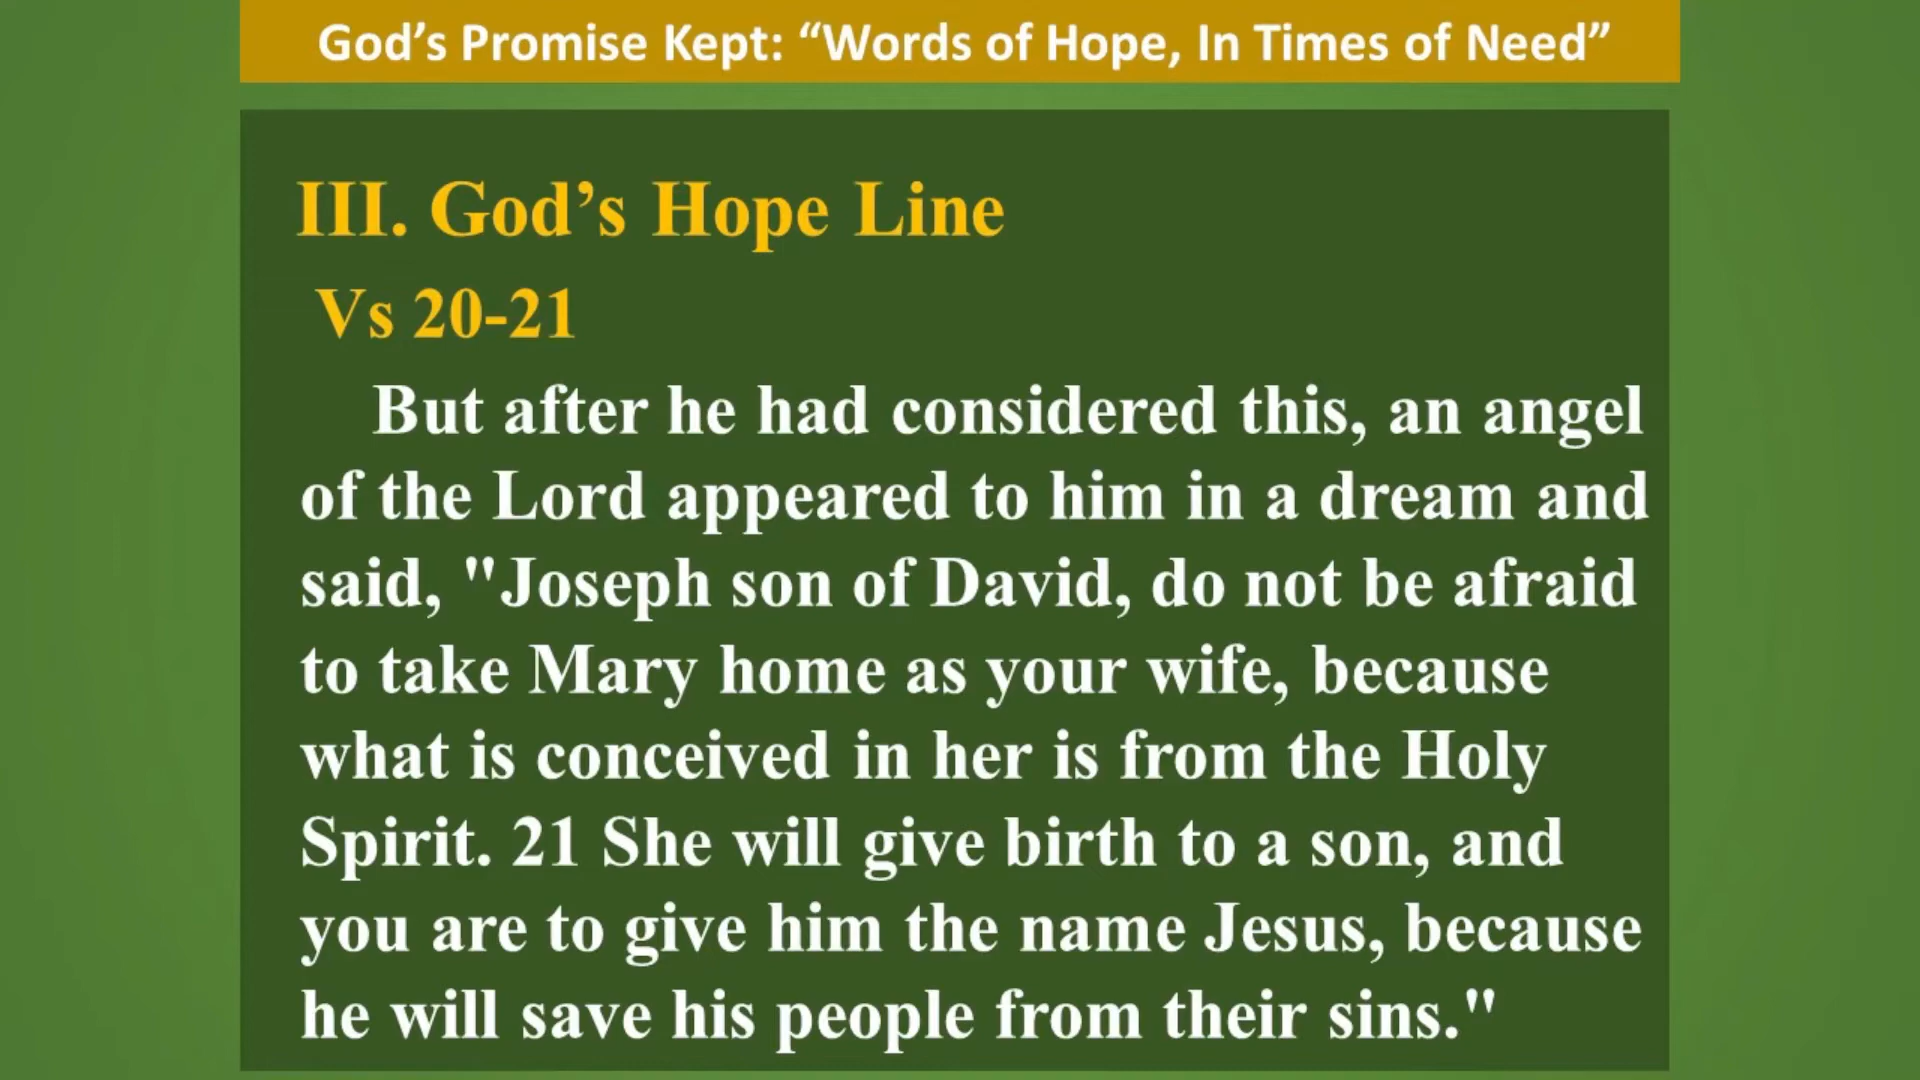 God’s Promise Kept: “Words of Hope, In Times of Need”
III. God’s Hope Line
Vs 20-21
But after he had considered this, an angel
of the Lord appeared to him in a dream and
said, "Joseph son of David, do not be afraid
to take Mary home as your wife, because
what is conceived in her is from the Holy
Spirit. 21 She will give birth to a son, and
you are to give him the name Jesus, because
he will save his people from their sins."